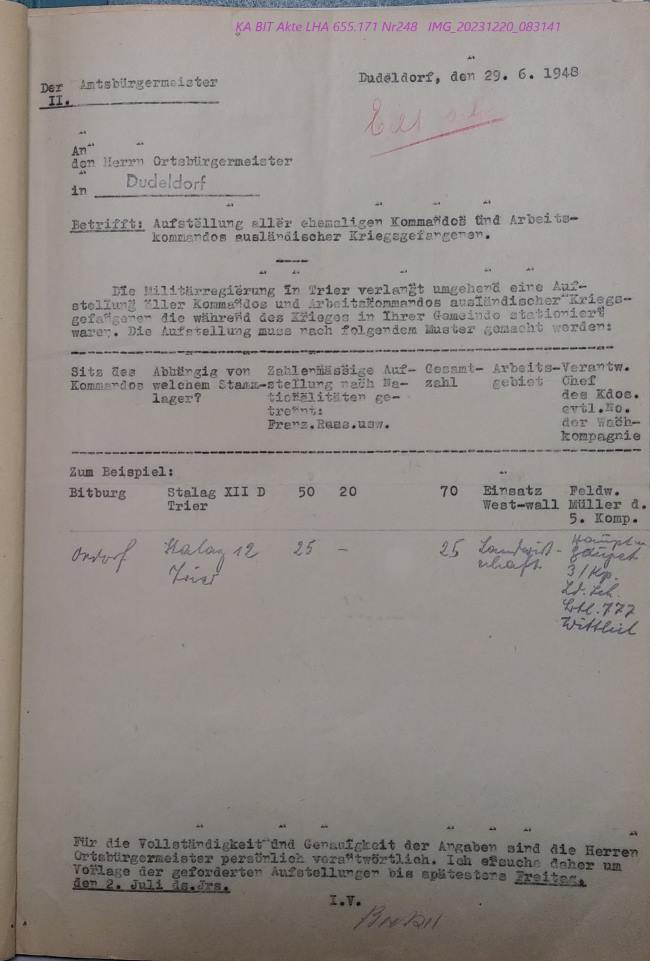 KA BIT Akte LHA 655.171 Nr248 IMG_20231220_083141
Der Amtsbürgermeister
II.
Dudeldorf, den 29. 6. 1948
Eilt
An
den Herrn Ortsbürgermeister
in Dudeldorf
Betrifft: Aufstellung aller ehemaligen Kommandos und Arbeits-
kommandos ausländischer Kriegsgefangenen.
Die Militärregierung in Trier verlangt umgehend eine Auf-
stellung aller Kommandos und Arbeitskommandos ausländischer Kriegs-
gefangenen die während des Krieges in Ihrer Gemeinde stationiert
waren. Die Aufstellung muss nach folgendem Muster gemacht werden:
Sitz des Abhängig von Zahlenmässige Auf- Gesamt- Arbeits- Verantw.
Kommandos welchem Stamm- stellung nach Na- zahl gebiet Chef
lager? tionalitäten ge- des Kdos.
trennt: evtl.No.
Franz.Russ.usw. der Wach-
kompagnie
Zum Beispiel:
Bitburg Stalag XII D 50 20 70 Einsatz Feldw.
Trier West-wall Müller d.
5. Komp.
Ordorf Stalag 12 25 - 25 Landwirt- Hauptm
Trier schaft
3/Kp.
Ld. Sch.
Btl. 777
Wittlich
Für die Vollständigkeit und Genauigkeit der Angaben sind die Herren
Ortsbürgermeister persönlich verantwörtlich. Ich ersuche daher um
Vorlage der geforderten Aufstellungen bis spätestens Freitag,
den 2. Juli ds.Jrs.
I.V.